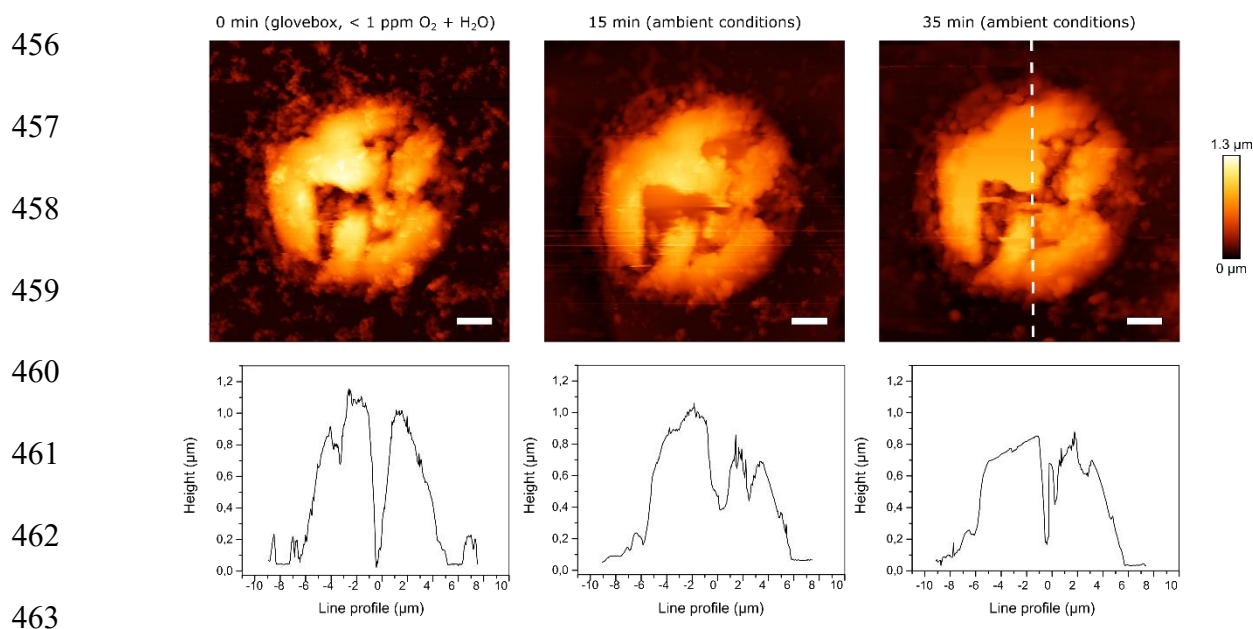 0 min (glovebox, < 1 ppm O₂ + H₂O) 15 min (ambient conditions) 35 min (ambient conditions)
456
457
1.3 µm
458
0 µm
459
460
1,2 1,2 1,2
1,0 1,0 1,0
461
0,8 0,8 0,8
Height (µm) Height (µm) Height (µm)
0,6 0,6 0,6
0,4 0,4 0,4
462
0,2 0,2 0,2
0,0 0,0 0,0
-10 -8 -6 -4 -2 0 2 4 6 8 10 -10 -8 -6 -4 -2 0 2 4 6 8 10 -10 -8 -6 -4 -2 0 2 4 6 8 10
463
Line profile (µm) Line profile (µm) Line profile (µm)